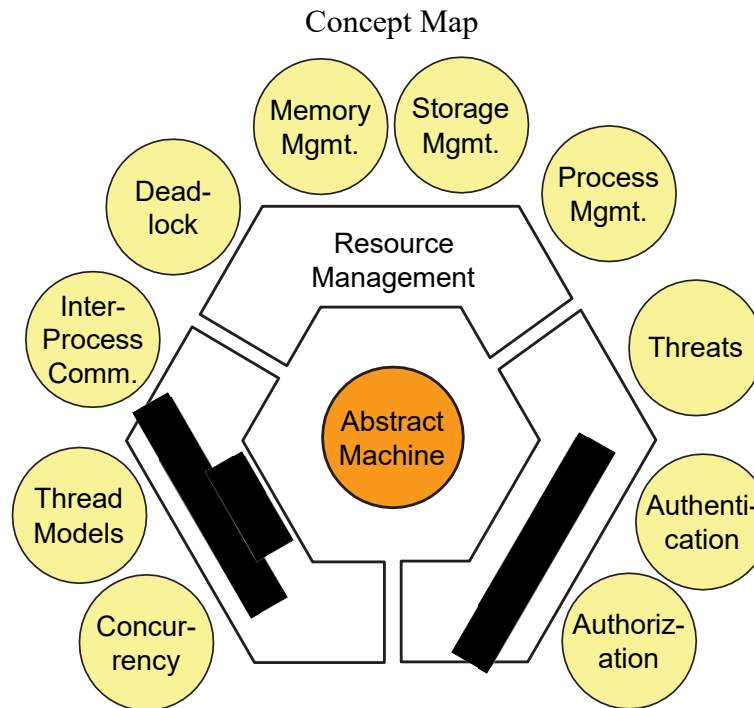 Concept Map
Memory
Mgmt.
Storage
Mgmt.
Process
Mgmt.
Dead-
lock
Resource
Management
Inter-
Process
Comm.
Threats
Abstract
Machine
Thread
Models
Authenti-
cation
Concur-
rency
Authoriz-
ation